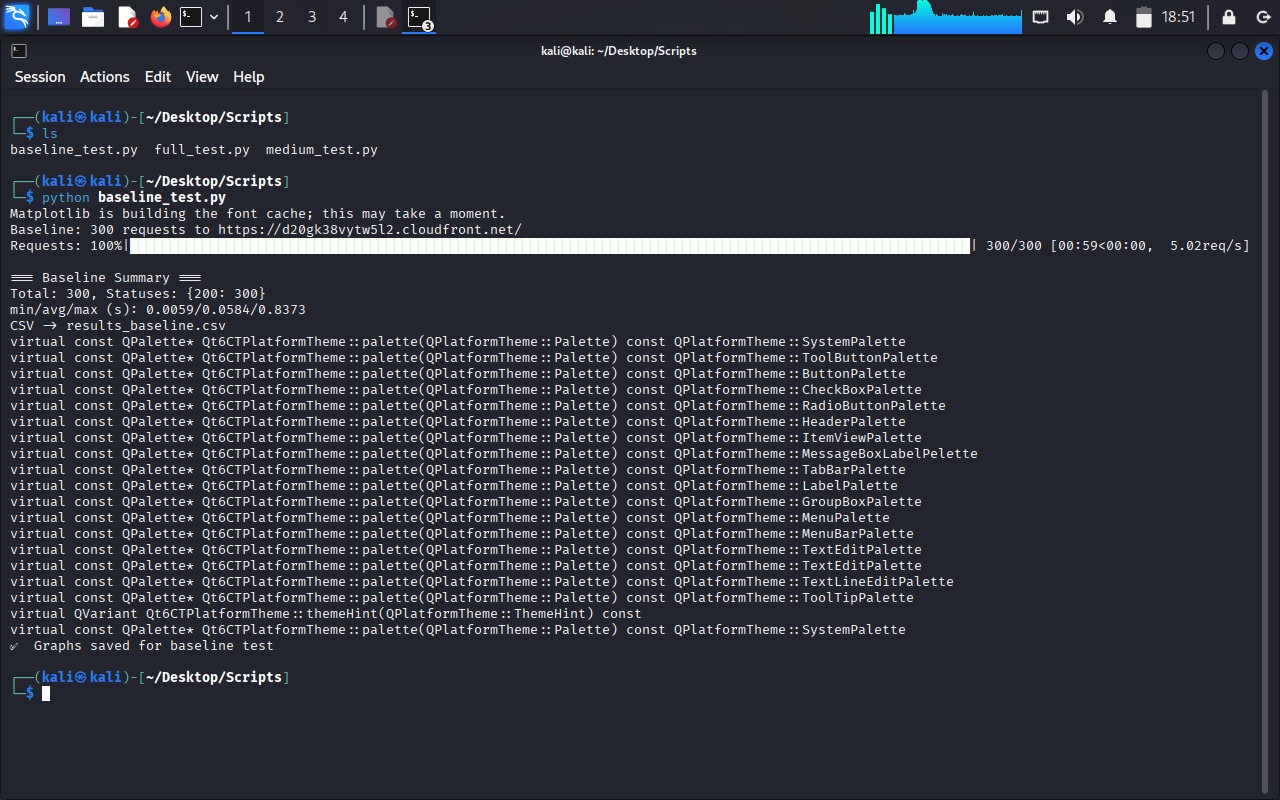 1 2 3 4 3 18:51
kali@kali: ~/Desktop/Scripts
Session Actions Edit View Help
┌──(kali㉿kali)-[~/Desktop/Scripts]
└─$ ls
baseline_test.py full_test.py medium_test.py
┌──(kali㉿kali)-[~/Desktop/Scripts]
└─$ python baseline_test.py
Matplotlib is building the font cache; this may take a moment.
Baseline: 300 requests to https://d20gk38vytw5l2.cloudfront.net/
Requests: 100%|██████████| 300/300 [00:59<00:00, 5.02req/s]
=== Baseline Summary ===
Total: 300, Statuses: {200: 300}
min/avg/max (s): 0.0059/0.0584/0.8373
CSV → results_baseline.csv
virtual const QPalette* Qt6CTPlatformTheme::palette(QPlatformTheme::Palette) const QPlatformTheme::SystemPalette
virtual const QPalette* Qt6CTPlatformTheme::palette(QPlatformTheme::Palette) const QPlatformTheme::ToolButtonPalette
virtual const QPalette* Qt6CTPlatformTheme::palette(QPlatformTheme::Palette) const QPlatformTheme::ButtonPalette
virtual const QPalette* Qt6CTPlatformTheme::palette(QPlatformTheme::Palette) const QPlatformTheme::CheckBoxPalette
virtual const QPalette* Qt6CTPlatformTheme::palette(QPlatformTheme::Palette) const QPlatformTheme::RadioButtonPalette
virtual const QPalette* Qt6CTPlatformTheme::palette(QPlatformTheme::Palette) const QPlatformTheme::HeaderPalette
virtual const QPalette* Qt6CTPlatformTheme::palette(QPlatformTheme::Palette) const QPlatformTheme::ItemViewPalette
virtual const QPalette* Qt6CTPlatformTheme::palette(QPlatformTheme::Palette) const QPlatformTheme::MessageBoxLabelPelette
virtual const QPalette* Qt6CTPlatformTheme::palette(QPlatformTheme::Palette) const QPlatformTheme::TabBarPalette
virtual const QPalette* Qt6CTPlatformTheme::palette(QPlatformTheme::Palette) const QPlatformTheme::LabelPalette
virtual const QPalette* Qt6CTPlatformTheme::palette(QPlatformTheme::Palette) const QPlatformTheme::GroupBoxPalette
virtual const QPalette* Qt6CTPlatformTheme::palette(QPlatformTheme::Palette) const QPlatformTheme::MenuPalette
virtual const QPalette* Qt6CTPlatformTheme::palette(QPlatformTheme::Palette) const QPlatformTheme::MenuBarPalette
virtual const QPalette* Qt6CTPlatformTheme::palette(QPlatformTheme::Palette) const QPlatformTheme::TextEditPalette
virtual const QPalette* Qt6CTPlatformTheme::palette(QPlatformTheme::Palette) const QPlatformTheme::TextEditPalette
virtual const QPalette* Qt6CTPlatformTheme::palette(QPlatformTheme::Palette) const QPlatformTheme::TextLineEditPalette
virtual const QPalette* Qt6CTPlatformTheme::palette(QPlatformTheme::Palette) const QPlatformTheme::ToolTipPalette
virtual QVariant Qt6CTPlatformTheme::themeHint(QPlatformTheme::ThemeHint) const
virtual const QPalette* Qt6CTPlatformTheme::palette(QPlatformTheme::Palette) const QPlatformTheme::SystemPalette
✔ Graphs saved for baseline test
┌──(kali㉿kali)-[~/Desktop/Scripts]
└─$